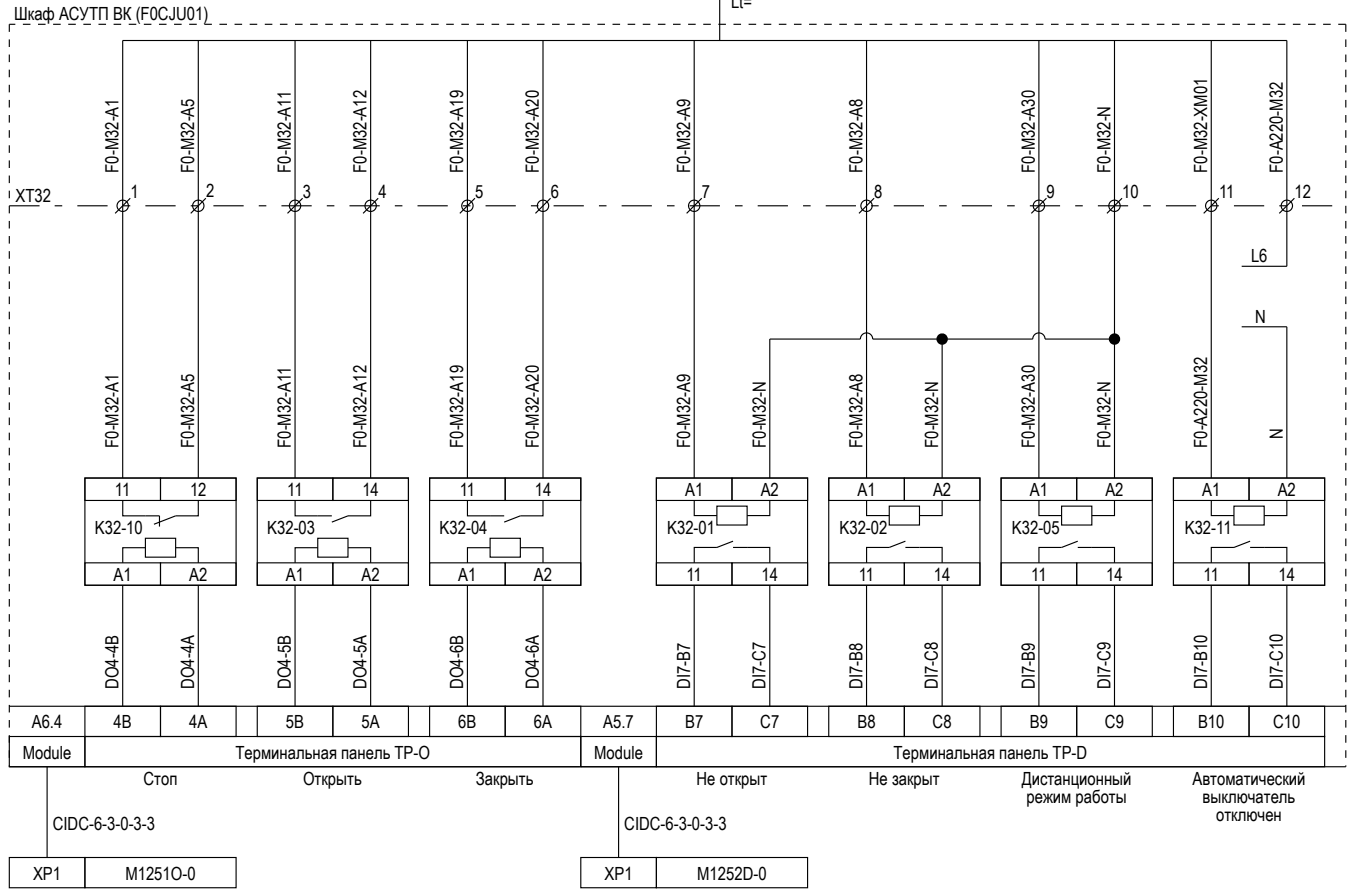 Lt=
Шкаф АСУТП ВК (F0CJU01)
F0-M32-A1
F0-M32-A5
F0-M32-A11
F0-M32-A12
F0-M32-A19
F0-M32-A20
F0-M32-A9
F0-M32-A8
F0-M32-A30
F0-M32-N
F0-M32-XM01
F0-A220-M32
XT32 1 2 3 4 5 6 7 8 9 10 11 12
L6
N
F0-M32-A1
F0-M32-A5
F0-M32-A11
F0-M32-A12
F0-M32-A19
F0-M32-A20
F0-M32-A9
F0-M32-N
F0-M32-A8
F0-M32-N
F0-M32-A30
F0-M32-N
F0-A220-M32
N
11 12 11 14 11 14 A1 A2 A1 A2 A1 A2 A1 A2
K32-10 K32-03 K32-04 K32-01 K32-02 K32-05 K32-11
A1 A2 A1 A2 A1 A2 11 14 11 14 11 14 11 14
DO4-4B
DO4-4A
DO4-5B
DO4-5A
DO4-6B
DO4-6A
DI7-B7
DI7-C7
DI7-B8
DI7-C8
DI7-B9
DI7-C9
DI7-B10
DI7-C10
A6.4 4B 4A 5B 5A 6B 6A A5.7 B7 C7 B8 C8 B9 C9 B10 C10
Module Терминальная панель TP-O Module Терминальная панель TP-D
Стоп Открыть Закрыть Не открыт Не закрыт Дистанционный Автоматический
режим работы выключатель
отключен
CIDC-6-3-0-3-3 CIDC-6-3-0-3-3
XP1 M1251O-0 XP1 M1252D-0